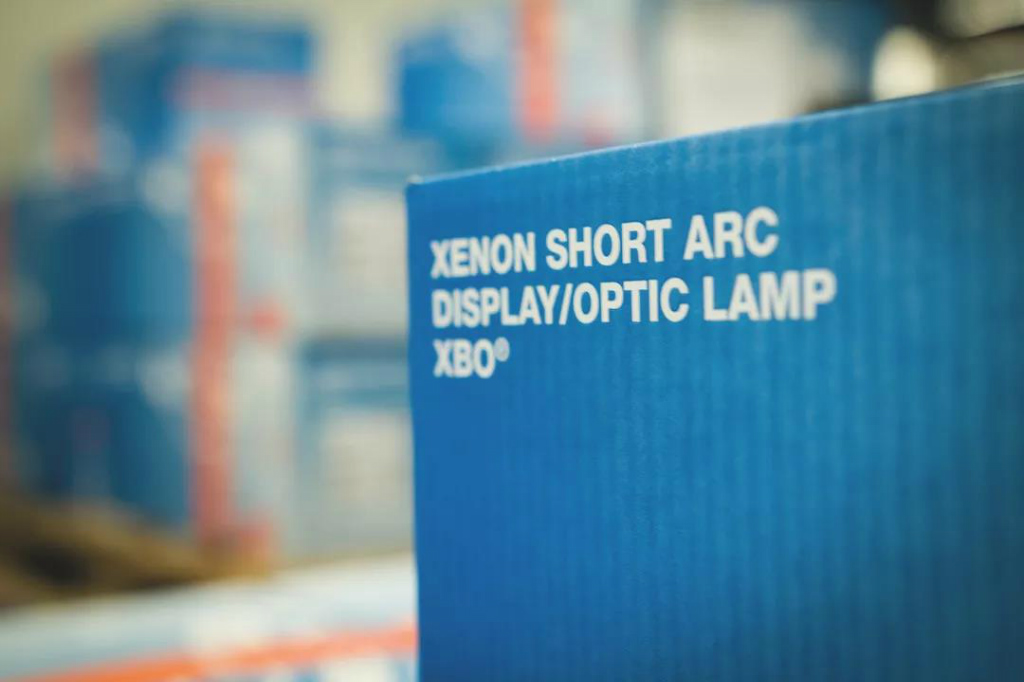 XENON SHORT ARC
DISPLAY/OPTIC LAMP
XBO®